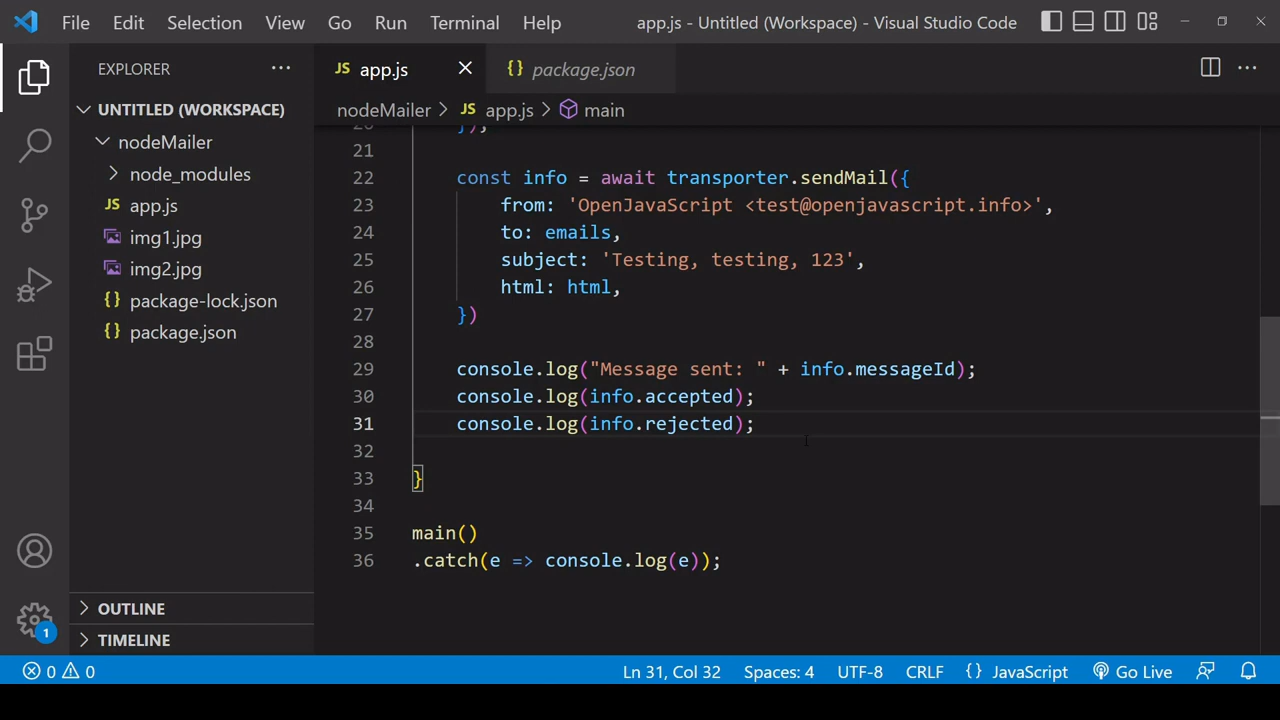 File Edit Selection View Go Run Terminal Help app.js - Untitled (Workspace) - Visual Studio Code
EXPLORER ···
UNTITLED (WORKSPACE)
nodeMailer
node_modules
JS app.js
img1.jpg
img2.jpg
{} package-lock.json
{} package.json
OUTLINE
TIMELINE
1
JS app.js {} package.json
nodeMailer > JS app.js > main
20 });
21
22 const info = await transporter.sendMail({
23 from: 'OpenJavaScript <test@openjavascript.info>',
24 to: emails,
25 subject: 'Testing, testing, 123',
26 html: html,
27 })
28
29 console.log("Message sent: " + info.messageId);
30 console.log(info.accepted);
31 console.log(info.rejected);
32
33 }
34
35 main()
36 .catch(e => console.log(e));
0 0 Ln 31, Col 32 Spaces: 4 UTF-8 CRLF {} JavaScript Go Live